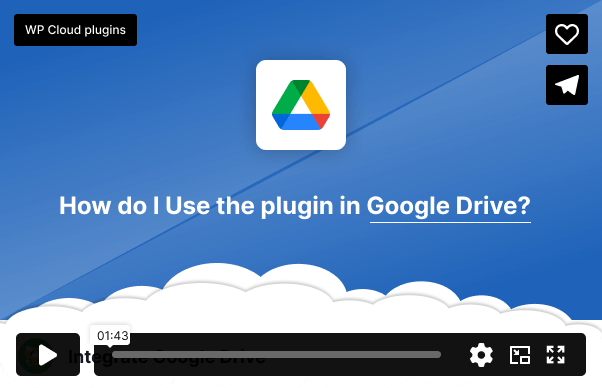 WP Cloud plugins
How do I Use the plugin in Google Drive?
01:43
Integrate Google Drive